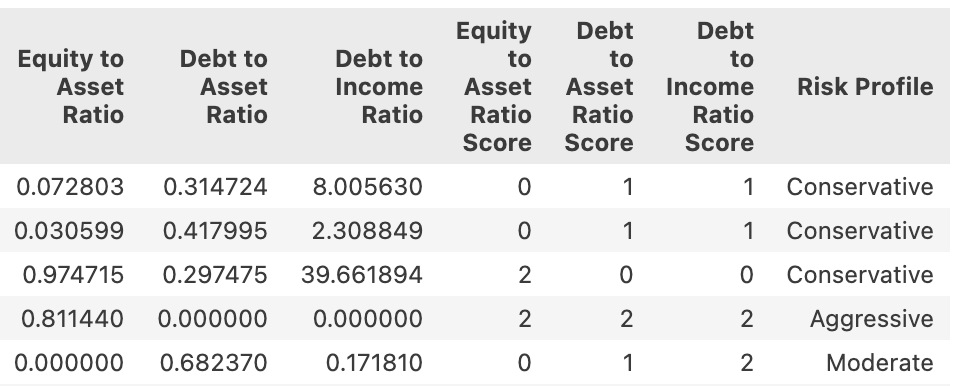 Equity to Asset Ratio Debt to Asset Ratio Debt to Income Ratio Equity to Asset Ratio Score Debt to Asset Ratio Score Debt to Income Ratio Score Risk Profile
0.072803 0.314724 8.005630 0 1 1 Conservative
0.030599 0.417995 2.308849 0 1 1 Conservative
0.974715 0.297475 39.661894 2 0 0 Conservative
0.811440 0.000000 0.000000 2 2 2 Aggressive
0.000000 0.682370 0.171810 0 1 2 Moderate